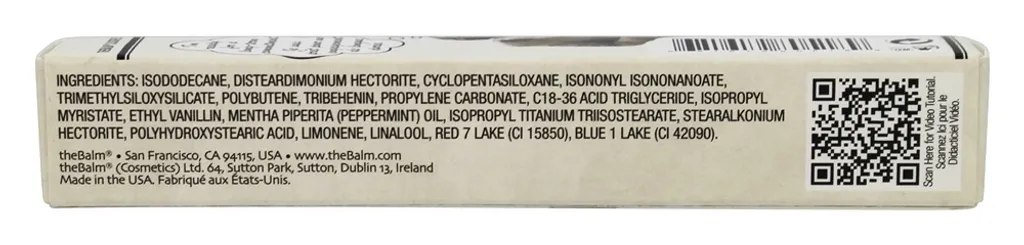 INGREDIENTS: ISODODECANE, DISTEARDIMONIUM HECTORITE, CYCLOPENTASILOXANE, ISONONYL ISONONANOATE,
TRIMETHYLSILOXYSILICATE, POLYBUTENE, TRIBEHENIN, PROPYLENE CARBONATE, C18-36 ACID TRIGLYCERIDE, ISOPROPYL
MYRISTATE, ETHYL VANILLIN, MENTHA PIPERITA (PEPPERMINT) OIL, ISOPROPYL TITANIUM TRIISOSTEARATE, STEARALKONIUM
HECTORITE, POLYHYDROXYSTEARIC ACID, LIMONENE, LINALOOL, RED 7 LAKE (CI 15850), BLUE 1 LAKE (CI 42090).
theBalm® • San Francisco, CA 94115, USA • www.theBalm.com
theBalm® (Cosmetics) Ltd. 64, Sutton Park, Sutton, Dublin 13, Ireland
Made in the USA. Fabriqué aux États-Unis.
Scan Here for Video Tutorial.
Scannez Ici pour le
Didacticiel Video.